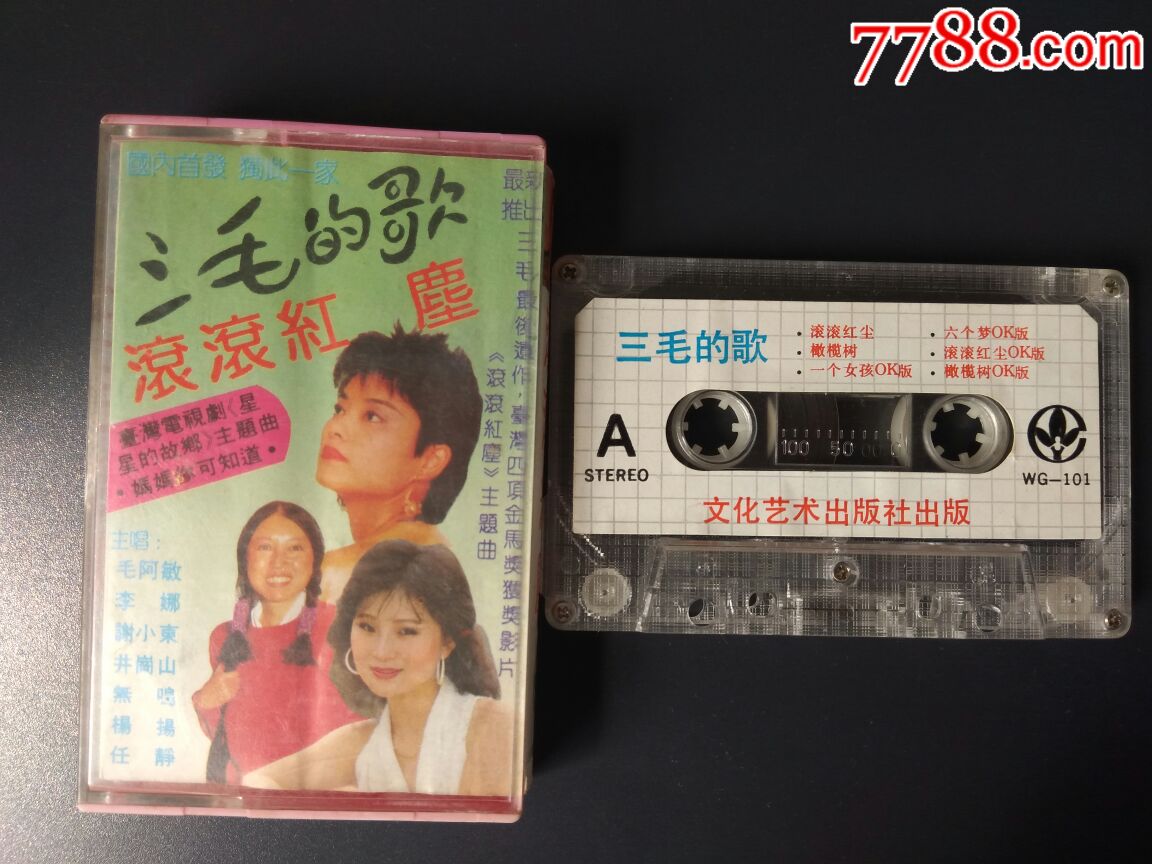 7788.com
國內首發 獨此一家
三毛的歌
滾滾紅塵
臺灣電視劇《星
星的故鄉》主題曲
·媽媽妳可知道·
最新推出三毛最後遺作,臺灣四項金馬獎獲獎影片
《滾滾紅塵》主題曲
主唱:
毛阿敏
李娜
謝小東
井崗山
無鳴
楊揚
任靜
三毛的歌
·滚滚红尘
·橄榄树
·一个女孩OK版
·六个梦OK版
·滚滚红尘OK版
·橄榄树OK版
A
STEREO
100 50 0
WG-101
文化艺术出版社出版